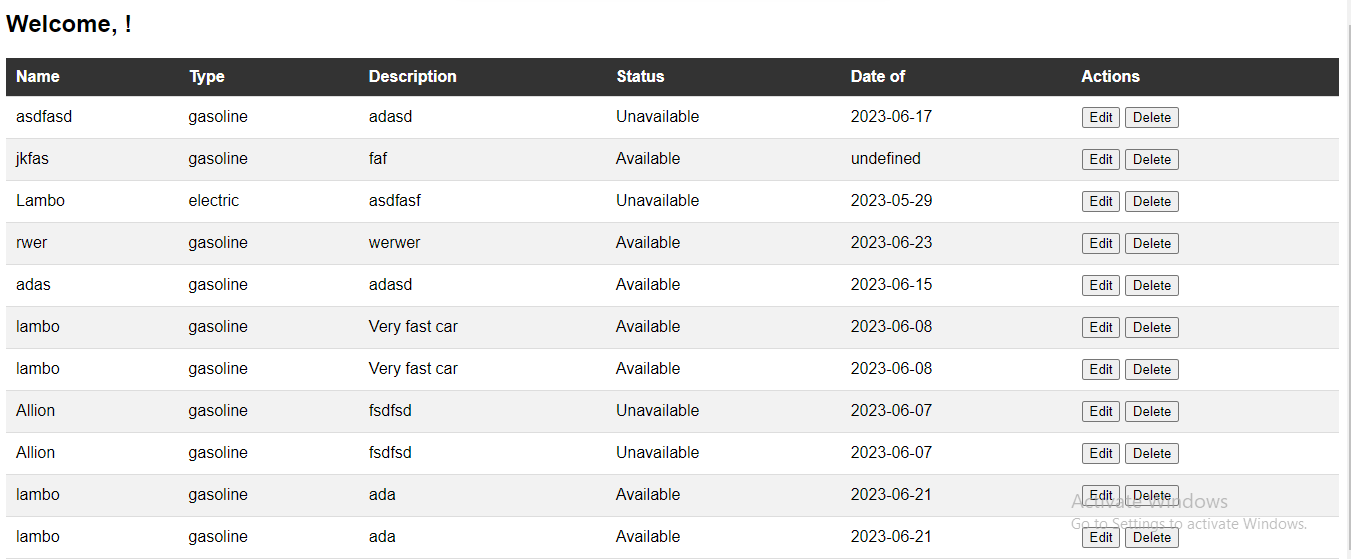 Welcome, !
Name Type Description Status Date of Actions
asdfasd gasoline adasd Unavailable 2023-06-17 Edit Delete
jkfas gasoline faf Available undefined Edit Delete
Lambo electric asdfasf Unavailable 2023-05-29 Edit Delete
rwer gasoline werwer Available 2023-06-23 Edit Delete
adas gasoline adasd Available 2023-06-15 Edit Delete
lambo gasoline Very fast car Available 2023-06-08 Edit Delete
lambo gasoline Very fast car Available 2023-06-08 Edit Delete
Allion gasoline fsdfsd Unavailable 2023-06-07 Edit Delete
Allion gasoline fsdfsd Unavailable 2023-06-07 Edit Delete
lambo gasoline ada Available 2023-06-21 Edit Delete
Activate Windows
Go to Settings to activate Windows.
lambo gasoline ada Available 2023-06-21 Edit Delete